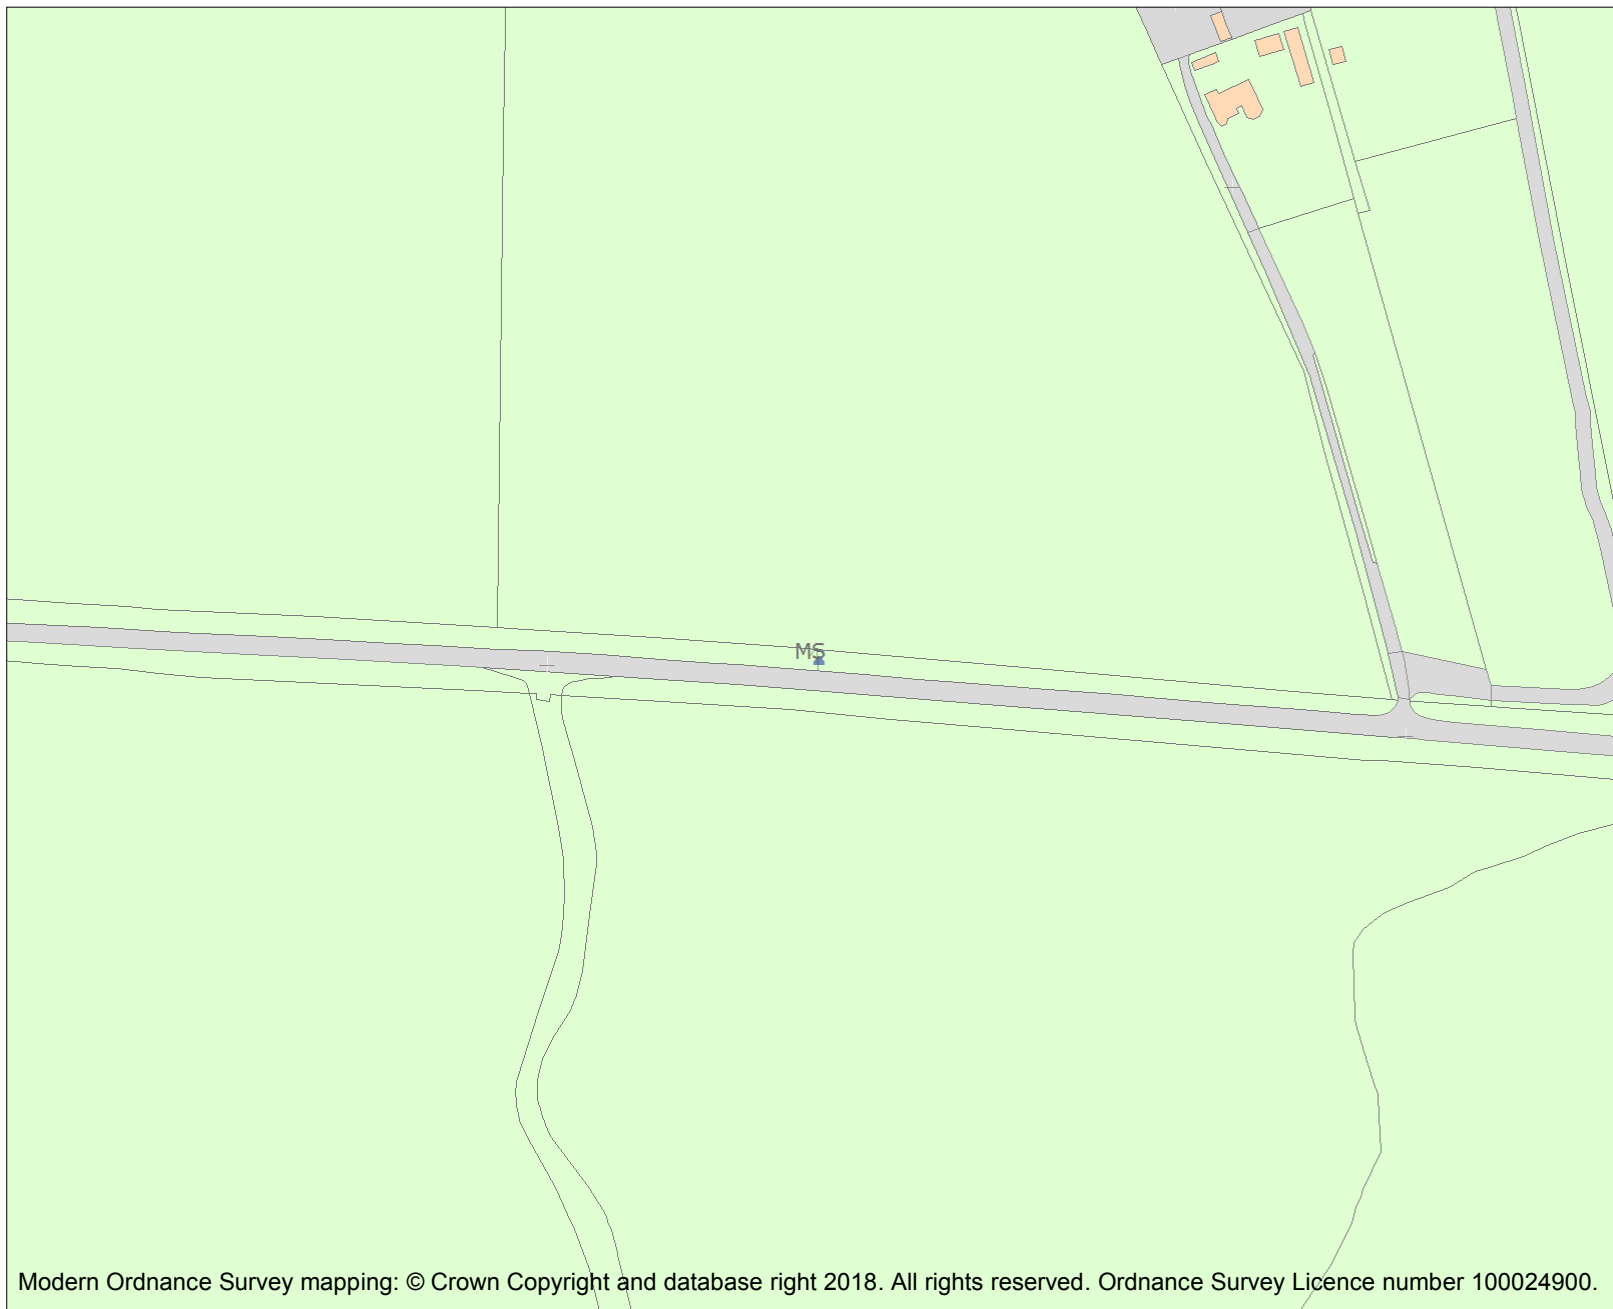 MS
Modern Ordnance Survey mapping: © Crown Copyright and database right 2018. All rights reserved. Ordnance Survey Licence number 100024900.